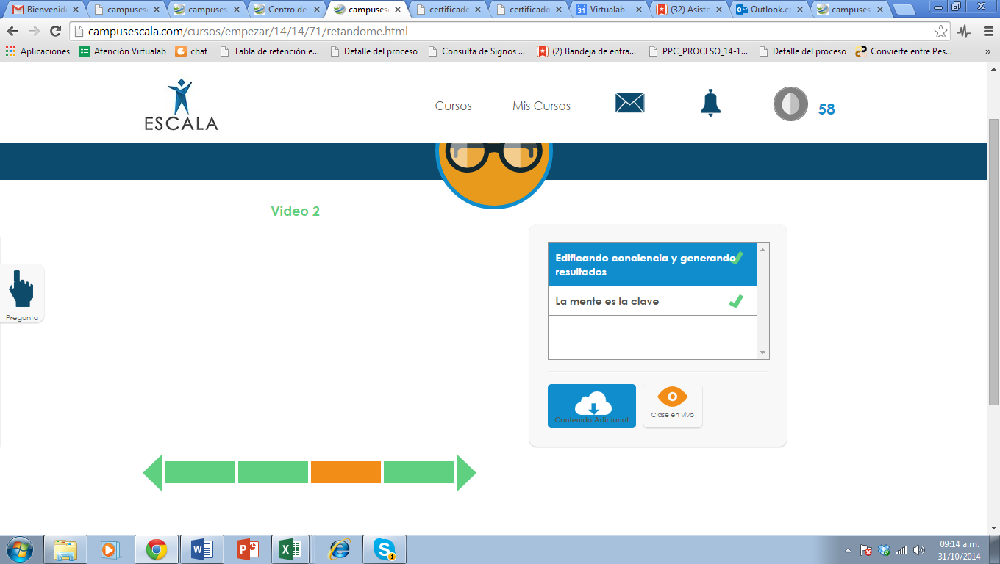 Bienvenid
campuses
campuses
Centro de
campuses
certificado
certificado
31
Virtualab -
(32) Asiste
Outlook.c
campuses
campusescala.com/cursos/empezar/14/14/71/retandome.html
Aplicaciones
Atención Virtualab
chat
Tabla de retención e...
Detalle del proceso
Consulta de Signos ...
(2) Bandeja de entra...
PPC_PROCESO_14-1...
Detalle del proceso
Convierte entre Pes...
»
ESCALA
Cursos
Mis Cursos
58
Video 2
Edificando conciencia y generando
resultados
La mente es la clave
Pregunta
Contenido Adicional
Clase en vivo
1
09:14 a.m.
31/10/2014